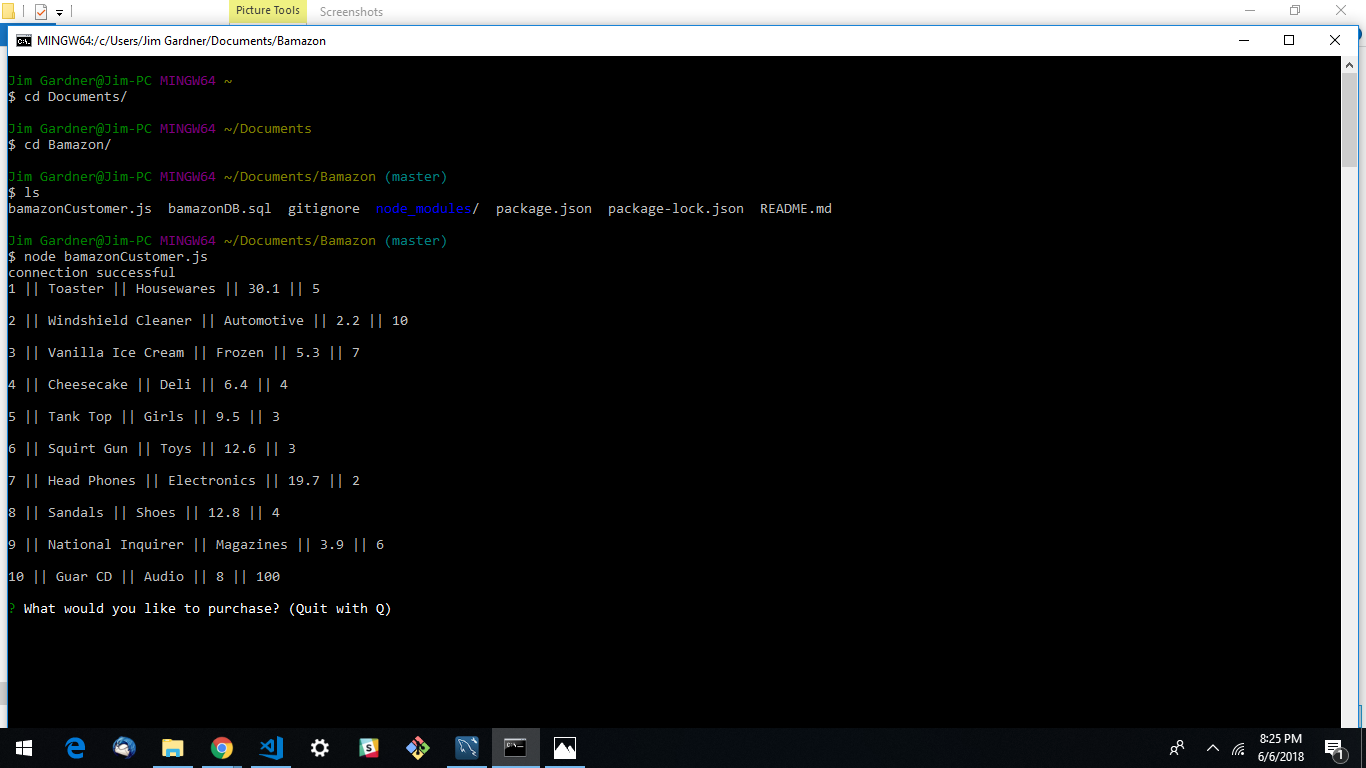 Picture Tools
Screenshots
MINGW64:/c/Users/Jim Gardner/Documents/Bamazon
Jim Gardner@Jim-PC MINGW64 ~
$ cd Documents/
Jim Gardner@Jim-PC MINGW64 ~/Documents
$ cd Bamazon/
Jim Gardner@Jim-PC MINGW64 ~/Documents/Bamazon (master)
$ ls
bamazonCustomer.js  bamazonDB.sql  gitignore  node_modules/  package.json  package-lock.json  README.md
Jim Gardner@Jim-PC MINGW64 ~/Documents/Bamazon (master)
$ node bamazonCustomer.js
connection successful
1 || Toaster || Housewares || 30.1 || 5
2 || Windshield Cleaner || Automotive || 2.2 || 10
3 || Vanilla Ice Cream || Frozen || 5.3 || 7
4 || Cheesecake || Deli || 6.4 || 4
5 || Tank Top || Girls || 9.5 || 3
6 || Squirt Gun || Toys || 12.6 || 3
7 || Head Phones || Electronics || 19.7 || 2
8 || Sandals || Shoes || 12.8 || 4
9 || National Inquirer || Magazines || 3.9 || 6
10 || Guar CD || Audio || 8 || 100
? What would you like to purchase? (Quit with Q)
8:25 PM
6/6/2018
1